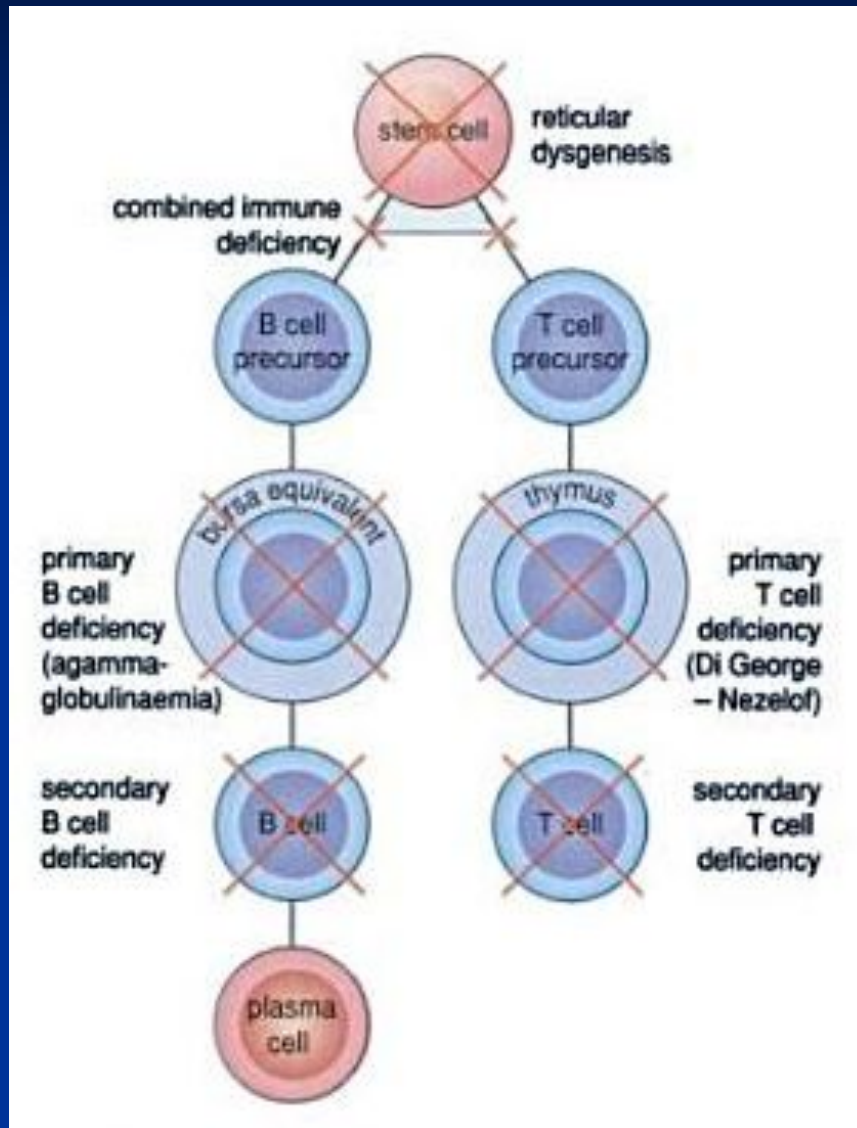 stem cell
reticular
dysgenesis
combined immune
deficiency
B cell
precursor
T cell
precursor
bursa equivalent
thymus
primary
B cell
deficiency
(agamma-
globulinaemia)
primary
T cell
deficiency
(Di George
– Nezelof)
secondary
B cell
deficiency
B cell
T cell
secondary
T cell
deficiency
plasma
cell